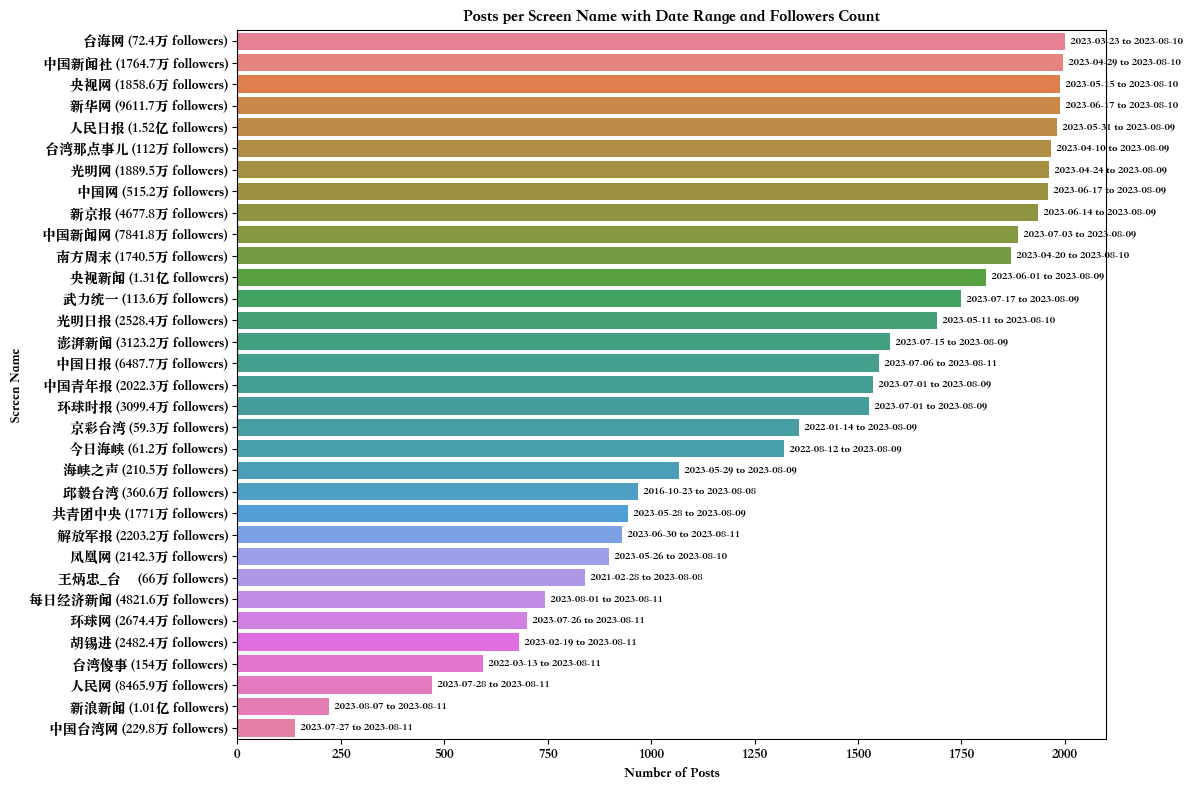 Posts per Screen Name with Date Range and Followers Count
台海网 (72.4万 followers) 2023-03-23 to 2023-08-10
中国新闻社 (1764.7万 followers) 2023-04-29 to 2023-08-10
央视网 (1858.6万 followers) 2023-05-15 to 2023-08-10
新华网 (9611.7万 followers) 2023-06-17 to 2023-08-10
人民日报 (1.52亿 followers) 2023-05-31 to 2023-08-09
台湾那点事儿 (112万 followers) 2023-04-10 to 2023-08-09
光明网 (1889.5万 followers) 2023-04-24 to 2023-08-09
中国网 (515.2万 followers) 2023-06-17 to 2023-08-09
新京报 (4677.8万 followers) 2023-06-14 to 2023-08-09
中国新闻网 (7841.8万 followers) 2023-07-03 to 2023-08-09
南方周末 (1740.5万 followers) 2023-04-20 to 2023-08-10
央视新闻 (1.31亿 followers) 2023-06-01 to 2023-08-09
武力统一 (113.6万 followers) 2023-07-17 to 2023-08-09
光明日报 (2528.4万 followers) 2023-05-11 to 2023-08-10
澎湃新闻 (3123.2万 followers) 2023-07-15 to 2023-08-09
中国日报 (6487.7万 followers) 2023-07-06 to 2023-08-11
中国青年报 (2022.3万 followers) 2023-07-01 to 2023-08-09
环球时报 (3099.4万 followers) 2023-07-01 to 2023-08-09
京彩台湾 (59.3万 followers) 2022-01-14 to 2023-08-09
今日海峡 (61.2万 followers) 2022-08-12 to 2023-08-09
海峡之声 (210.5万 followers) 2023-05-29 to 2023-08-09
邱毅台湾 (360.6万 followers) 2016-10-23 to 2023-08-08
共青团中央 (1771万 followers) 2023-05-28 to 2023-08-09
解放军报 (2203.2万 followers) 2023-06-30 to 2023-08-11
凤凰网 (2142.3万 followers) 2023-05-26 to 2023-08-10
王炳忠_台 (66万 followers) 2021-02-28 to 2023-08-08
每日经济新闻 (4821.6万 followers) 2023-08-01 to 2023-08-11
环球网 (2674.4万 followers) 2023-07-26 to 2023-08-11
胡锡进 (2482.4万 followers) 2023-02-19 to 2023-08-11
台湾傻事 (154万 followers) 2022-03-13 to 2023-08-11
人民网 (8465.9万 followers) 2023-07-28 to 2023-08-11
新浪新闻 (1.01亿 followers) 2023-08-07 to 2023-08-11
中国台湾网 (229.8万 followers) 2023-07-27 to 2023-08-11
Screen Name
0 250 500 750 1000 1250 1500 1750 2000
Number of Posts